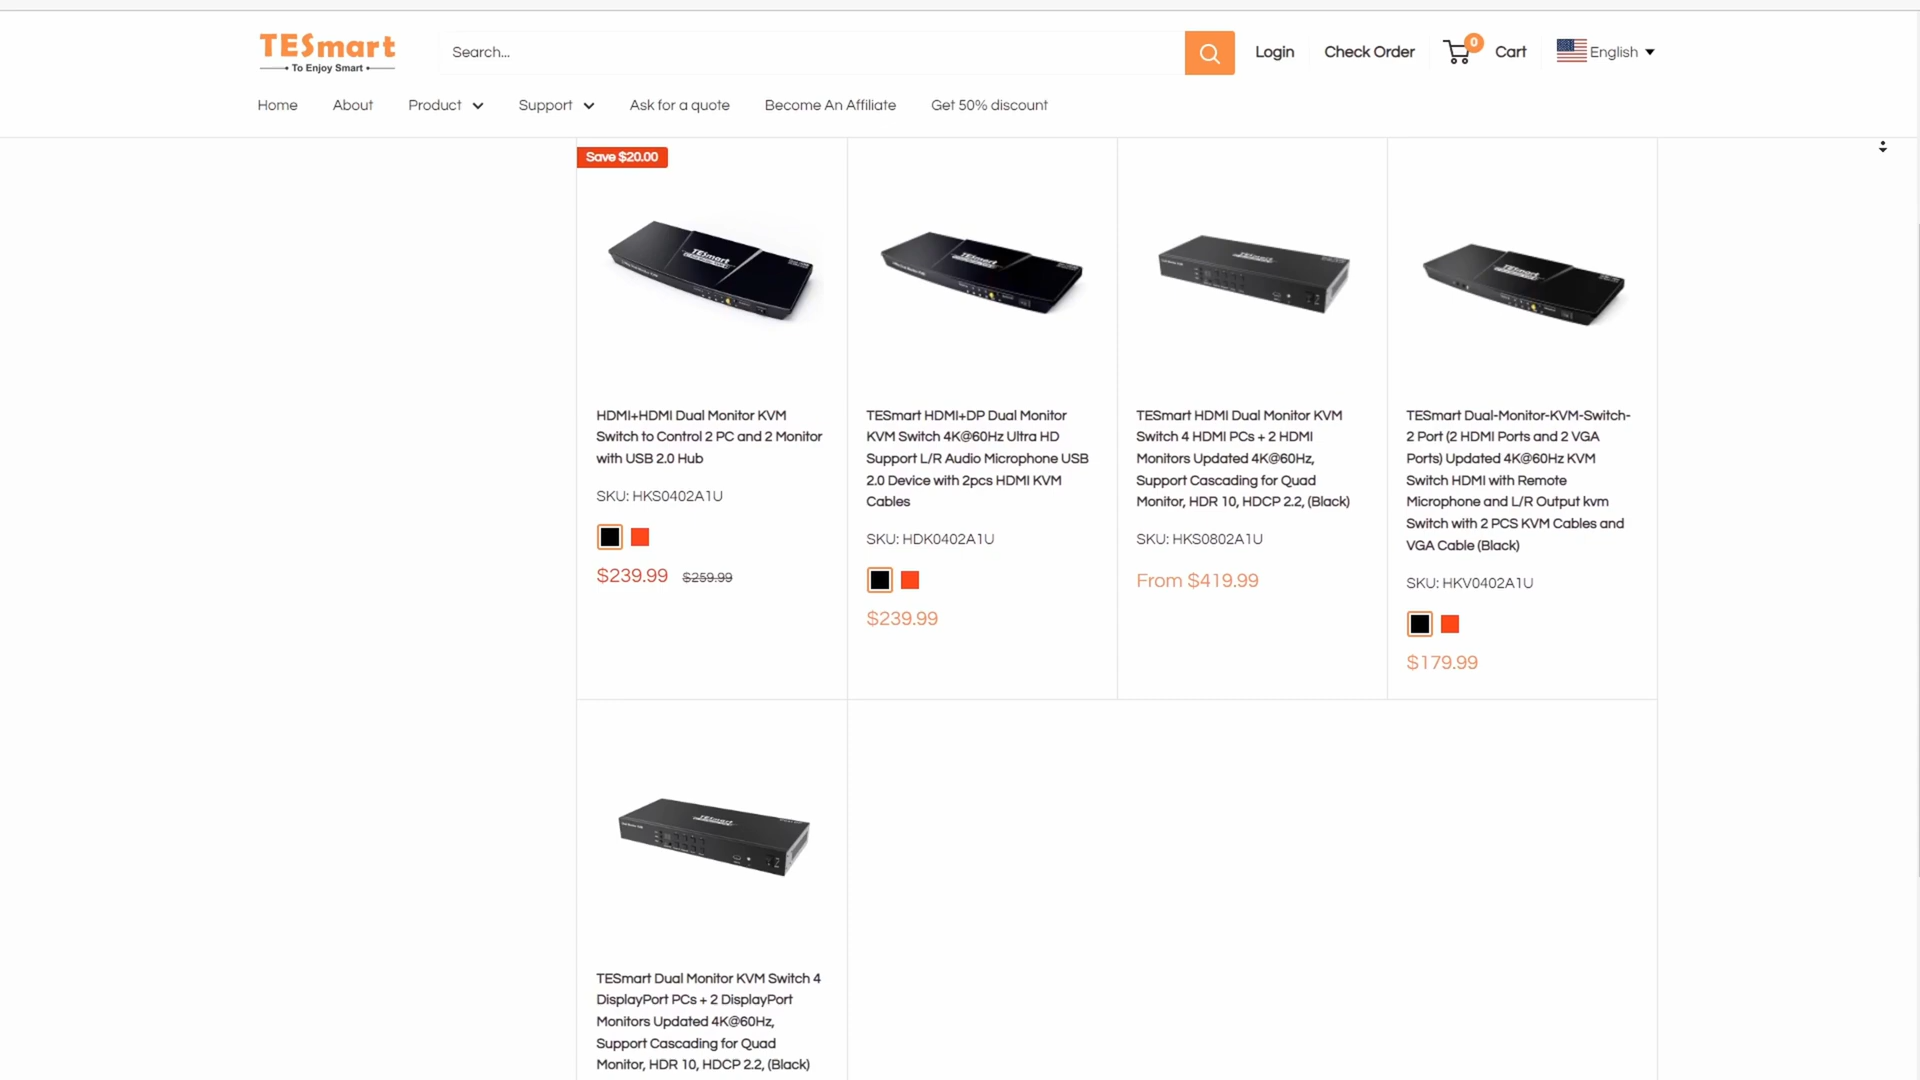 TESmart
To Enjoy Smart
Search...
Login
Check Order
0
Cart
English
Home
About
Product
Support
Ask for a quote
Become An Affiliate
Get 50% discount
Save $20.00
TESmart
TESmart
TESmart
TESmart
HDMI+HDMI Dual Monitor KVM
Switch to Control 2 PC and 2 Monitor
with USB 2.0 Hub
SKU: HKS0402A1U
$239.99 $259.99
TESmart HDMI+DP Dual Monitor
KVM Switch 4K@60Hz Ultra HD
Support L/R Audio Microphone USB
2.0 Device with 2pcs HDMI KVM
Cables
SKU: HDK0402A1U
$239.99
TESmart HDMI Dual Monitor KVM
Switch 4 HDMI PCs + 2 HDMI
Monitors Updated 4K@60Hz,
Support Cascading for Quad
Monitor, HDR 10, HDCP 2.2, (Black)
SKU: HKS0802A1U
From $419.99
TESmart Dual-Monitor-KVM-Switch-
2 Port (2 HDMI Ports and 2 VGA
Ports) Updated 4K@60Hz KVM
Switch HDMI with Remote
Microphone and L/R Output kvm
Switch with 2 PCS KVM Cables and
VGA Cable (Black)
SKU: HKV0402A1U
$179.99
TESmart
TESmart Dual Monitor KVM Switch 4
DisplayPort PCs + 2 DisplayPort
Monitors Updated 4K@60Hz,
Support Cascading for Quad
Monitor, HDR 10, HDCP 2.2, (Black)